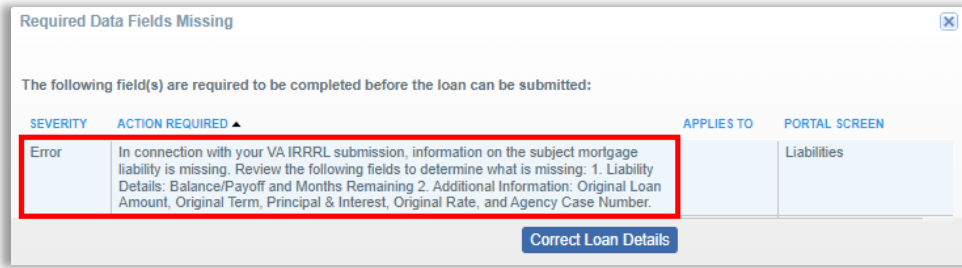 Required Data Fields Missing
The following field(s) are required to be completed before the loan can be submitted:
SEVERITY ACTION REQUIRED ▲ APPLIES TO PORTAL SCREEN
Error In connection with your VA IRRRL submission, information on the subject mortgage Liabilities
liability is missing. Review the following fields to determine what is missing: 1. Liability
Details: Balance/Payoff and Months Remaining 2. Additional Information: Original Loan
Amount, Original Term, Principal & Interest, Original Rate, and Agency Case Number.
Correct Loan Details